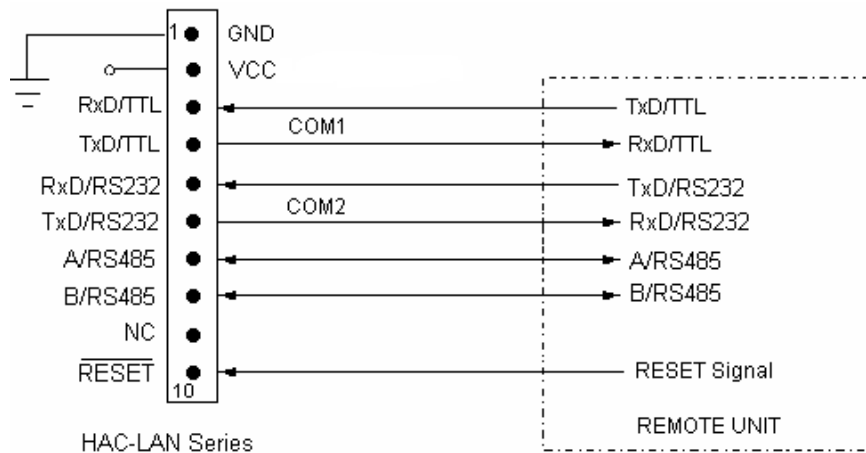 1 GND
VCC
RxD/TTL TxD/TTL
COM1
TxD/TTL RxD/TTL
RxD/RS232 TxD/RS232
COM2
TxD/RS232 RxD/RS232
A/RS485 A/RS485
B/RS485 B/RS485
NC
RESET RESET Signal
10
REMOTE UNIT
HAC-LAN Series